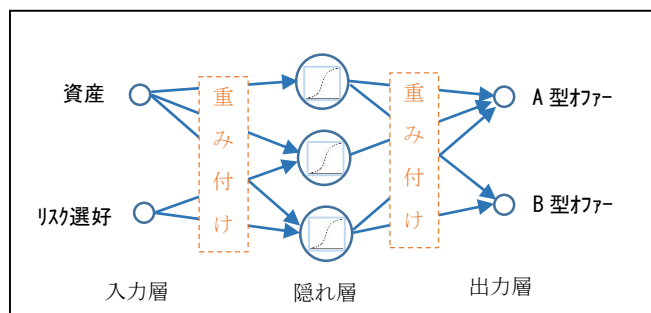 資産
リスク選好
重み付け
重み付け
A 型オファー
B 型オファー
入力層
隠れ層
出力層